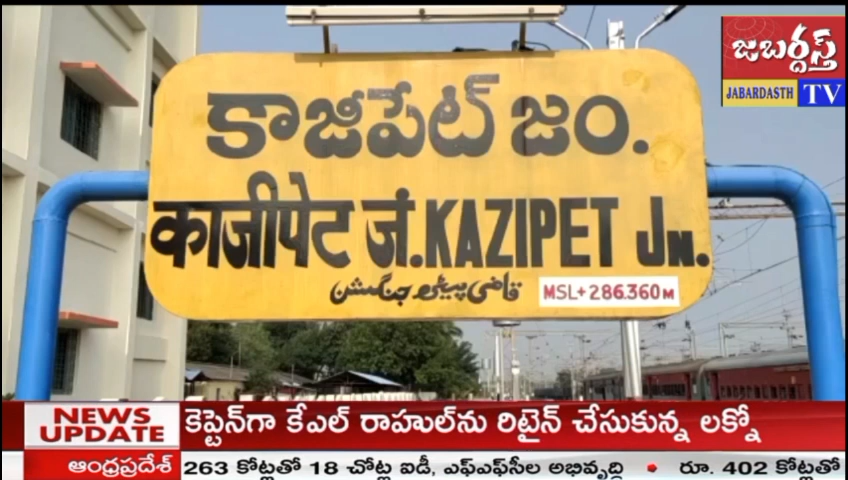 జబర్దస్త్
JABARDASTH TV
కాజీపేట్ జం.
काजीपेट जं. KAZIPET JN.
قاضی پیٹ جنکشن
MSL+286.360M
NEWS UPDATE
కెప్టెన్‌గా కేఎల్ రాహుల్‌ను రిటైన్ చేసుకున్న లక్నో
ఆంధ్రప్రదేశ్
263 కోట్లతో 18 చోట్ల ఐడీ, ఎఫ్ఎఫ్‌సీల అభివృద్ధి • రూ. 402 కోట్లతో